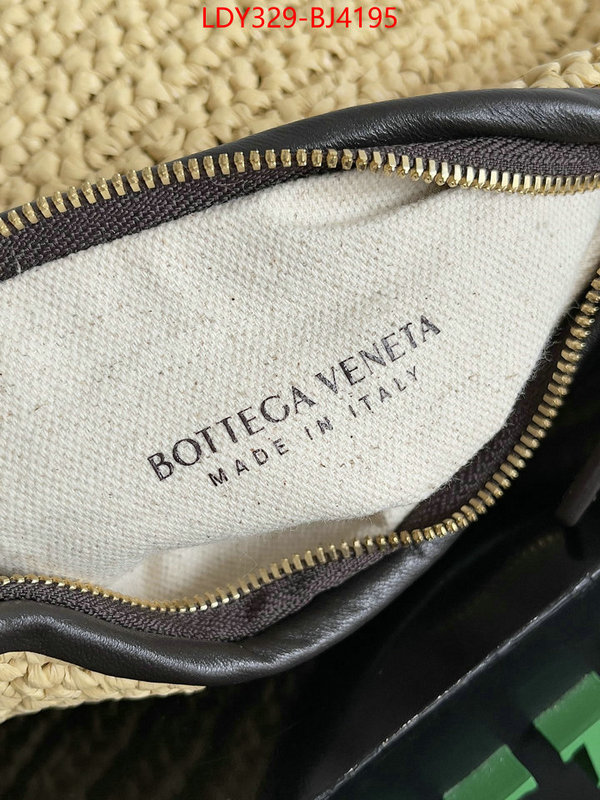 LDY329-BJ4195
BOTTEGA VENETA
MADE IN ITALY